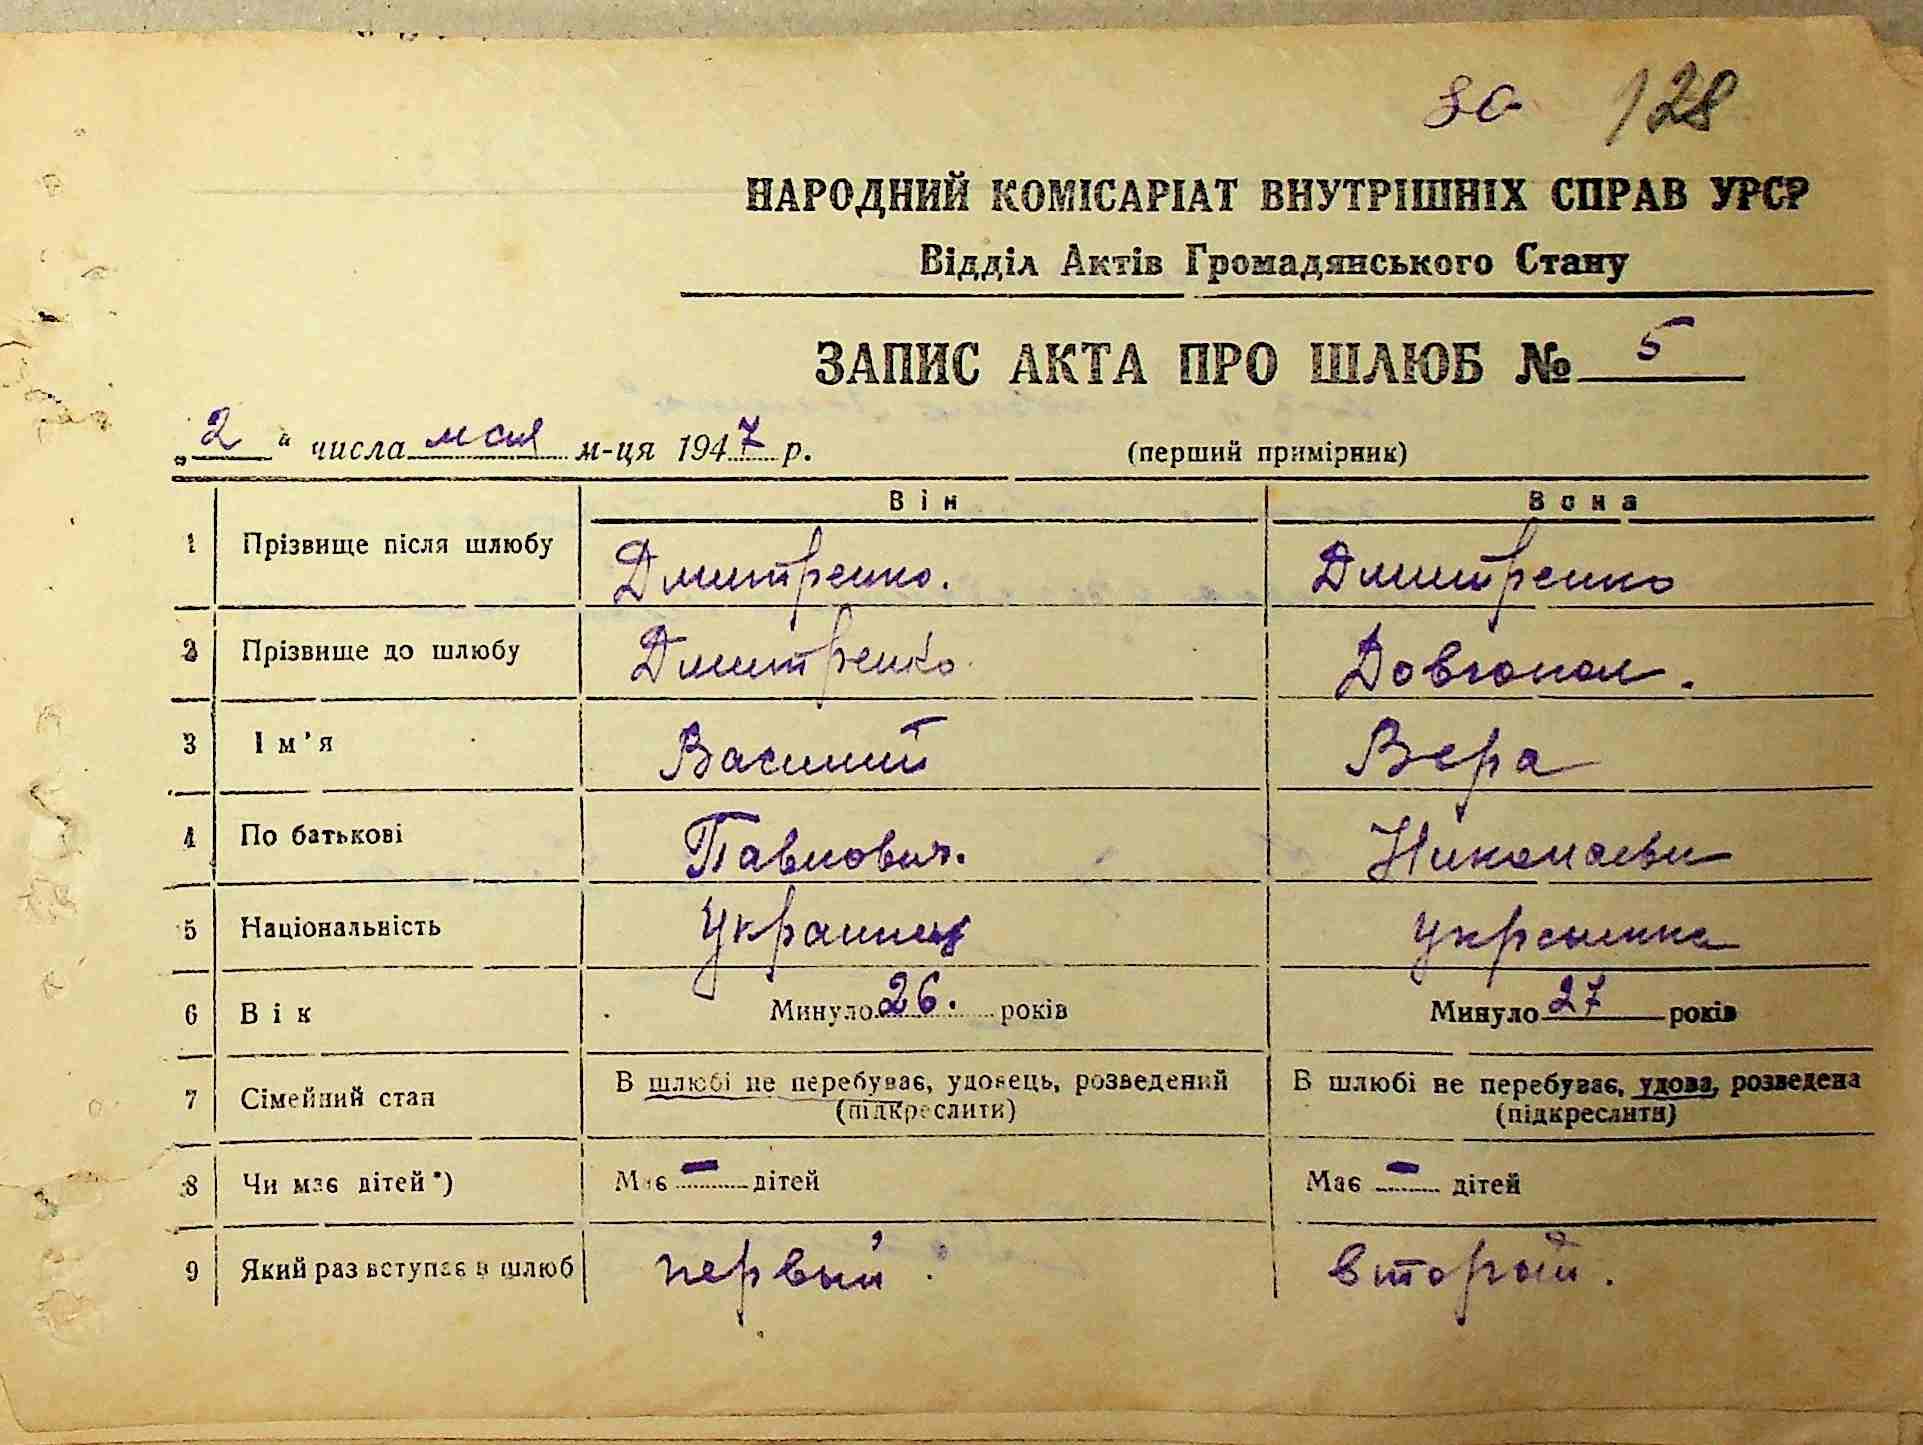 80 128
НАРОДНИЙ КОМІСАРІАТ ВНУТРІШНІХ СПРАВ УРСР
Відділ Актів Громадянського Стану
ЗАПИС АКТА ПРО ШЛЮБ № 5
„2“ числа мая м-ця 1947 р. (перший примірник)
Він Вона
1 Прізвище після шлюбу Дмитренко. Дмитренко
2 Прізвище до шлюбу Дмитренко Довгопол.
3 Ім'я Василий Вера
4 По батькові Павлович. Николаевн
5 Національність Украинец украинка
6 Вік Минуло 26. років Минуло 27 років
7 Сімейний стан В шлюбі не перебуває, удовець, розведений В шлюбі не перебуває, удова, розведена
(підкреслити) (підкреслити)
8 Чи має дітей*) Має — дітей Має — дітей
9 Який раз вступає в шлюб первый. второй.